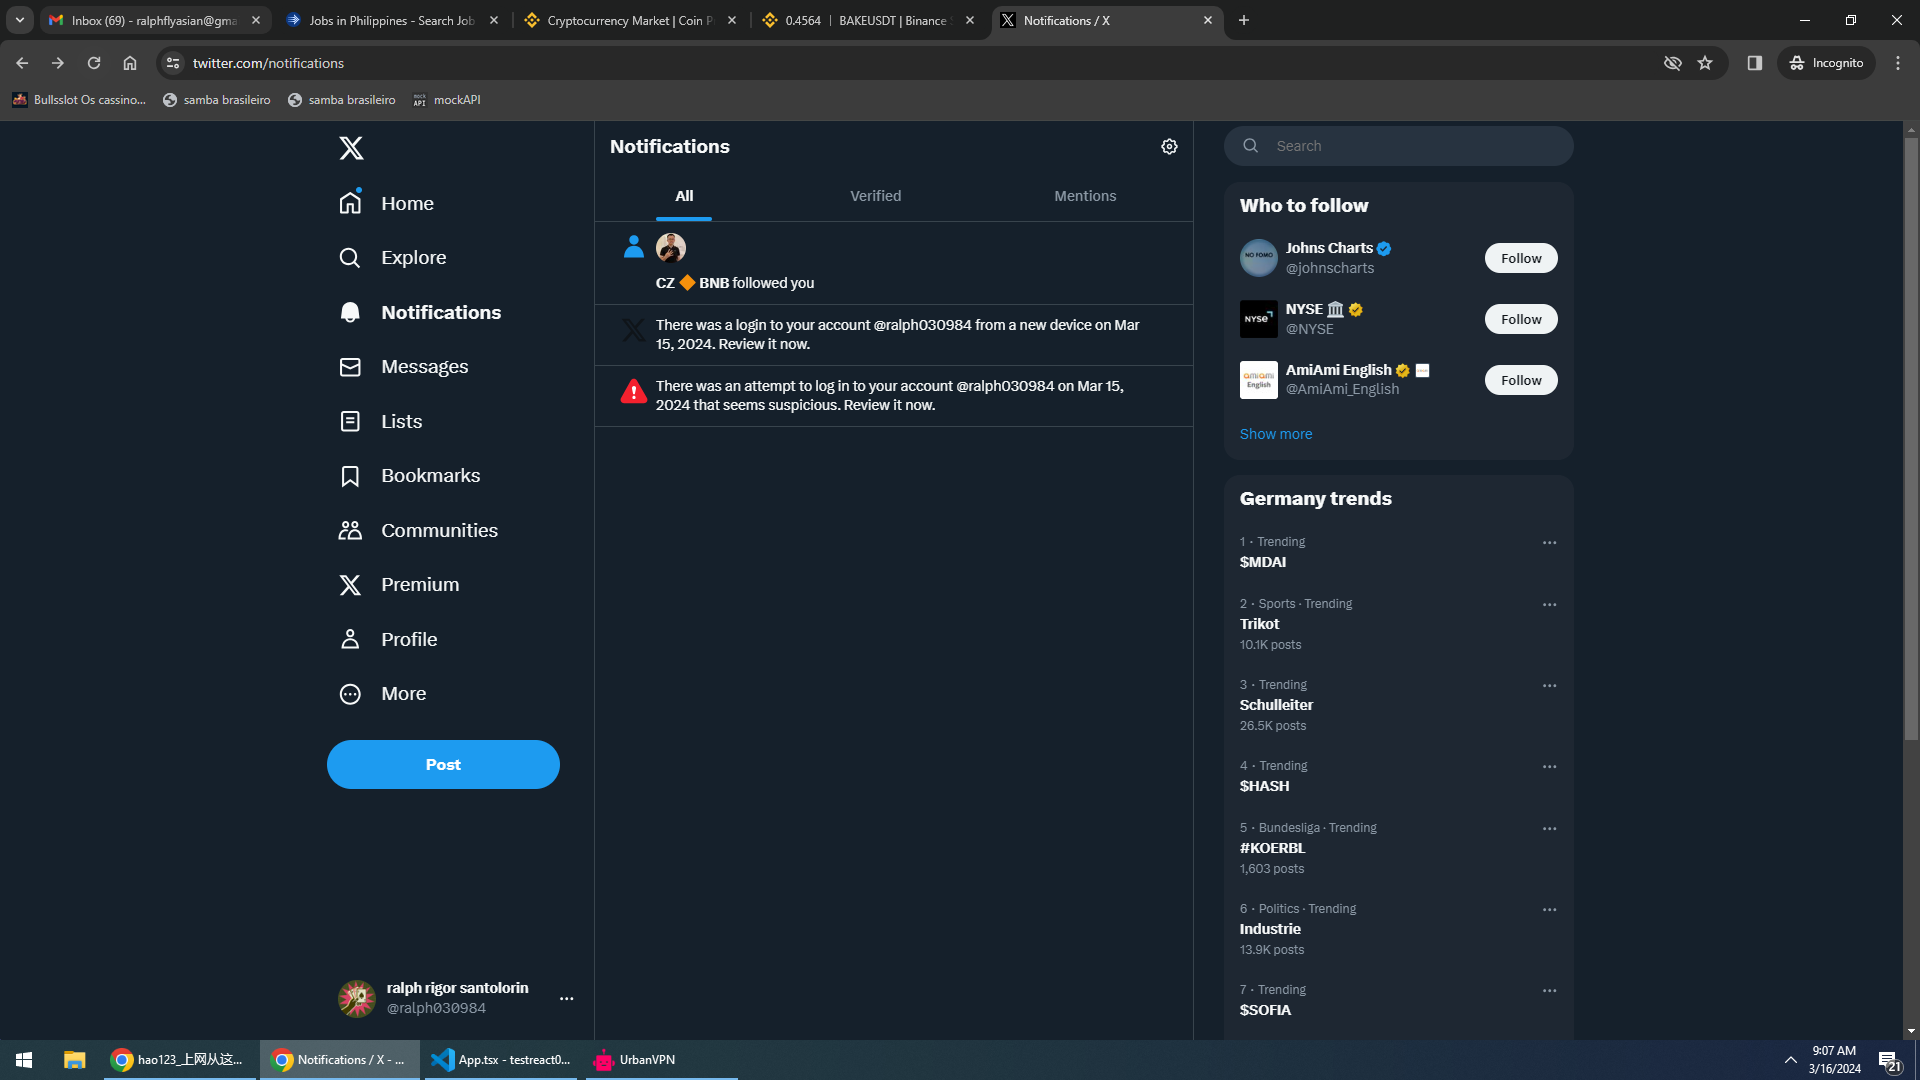 Inbox (69) - ralphflyasian@gma
Jobs in Philippines - Search Job
Cryptocurrency Market | Coin P
0.4564 | BAKEUSDT | Binance S
Notifications / X
twitter.com/notifications
Incognito
Bullsslot Os cassino...
samba brasileiro
samba brasileiro
mock API
mockAPI
Home
Explore
Notifications
Messages
Lists
Bookmarks
Communities
Premium
Profile
More
Post
ralph rigor santolorin
@ralph030984
Notifications
All
Verified
Mentions
CZ 🔶 BNB followed you
There was a login to your account @ralph030984 from a new device on Mar
15, 2024. Review it now.
There was an attempt to log in to your account @ralph030984 on Mar 15,
2024 that seems suspicious. Review it now.
Search
Who to follow
NO FOMO
Johns Charts
@johnscharts
Follow
NYSE
NYSE 🏛
@NYSE
Follow
amiami
English
AmiAmi English
@AmiAmi_English
Follow
Show more
Germany trends
1 · Trending
$MDAI
2 · Sports · Trending
Trikot
10.1K posts
3 · Trending
Schulleiter
26.5K posts
4 · Trending
$HASH
5 · Bundesliga · Trending
#KOERBL
1,603 posts
6 · Politics · Trending
Industrie
13.9K posts
7 · Trending
$SOFIA
hao123_上网从这...
Notifications / X - ...
App.tsx - testreact0...
UrbanVPN
9:07 AM
3/16/2024
21